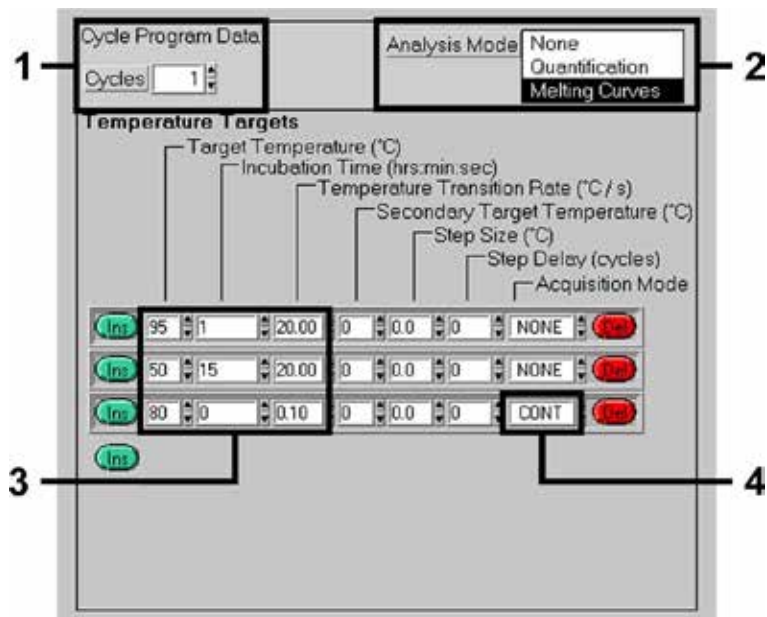 Cycle Program Data
Cycles 1
Analysis Mode None
Quantification
Melting Curves
1
2
Temperature Targets
Target Temperature (°C)
Incubation Time (hrs:min:sec)
Temperature Transition Rate (°C / s)
Secondary Target Temperature (°C)
Step Size (°C)
Step Delay (cycles)
Acquisition Mode
Ins 95 1 20.00 0 0.0 0 NONE Del
Ins 50 15 20.00 0 0.0 0 NONE Del
Ins 80 0 0.10 0 0.0 0 CONT Del
Ins
3
4